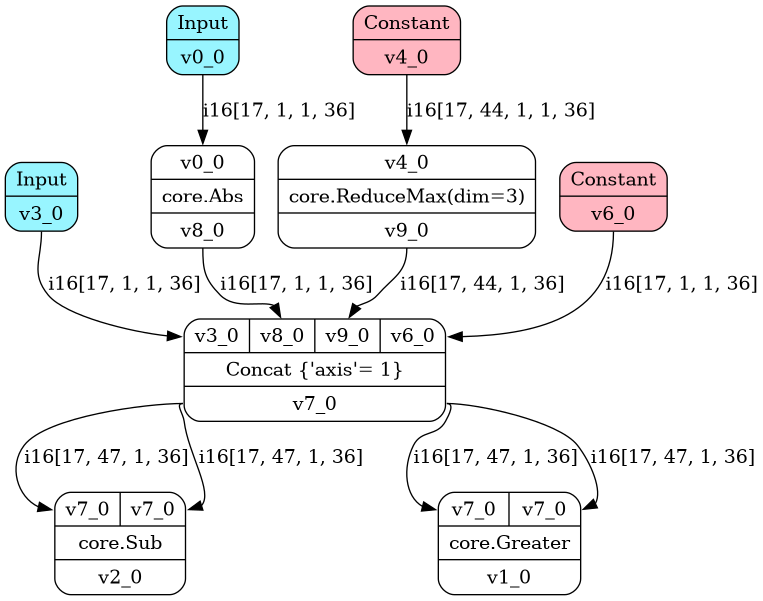 Input
v0_0
Constant
v4_0
i16[17, 1, 1, 36]
i16[17, 44, 1, 1, 36]
Input
v3_0
v0_0
core.Abs
v8_0
v4_0
core.ReduceMax(dim=3)
v9_0
Constant
v6_0
i16[17, 1, 1, 36]
i16[17, 1, 1, 36]
i16[17, 44, 1, 36]
i16[17, 1, 1, 36]
v3_0 v8_0 v9_0 v6_0
Concat {'axis'= 1}
v7_0
i16[17, 47, 1, 36]
i16[17, 47, 1, 36]
i16[17, 47, 1, 36]
i16[17, 47, 1, 36]
v7_0 v7_0
core.Sub
v2_0
v7_0 v7_0
core.Greater
v1_0